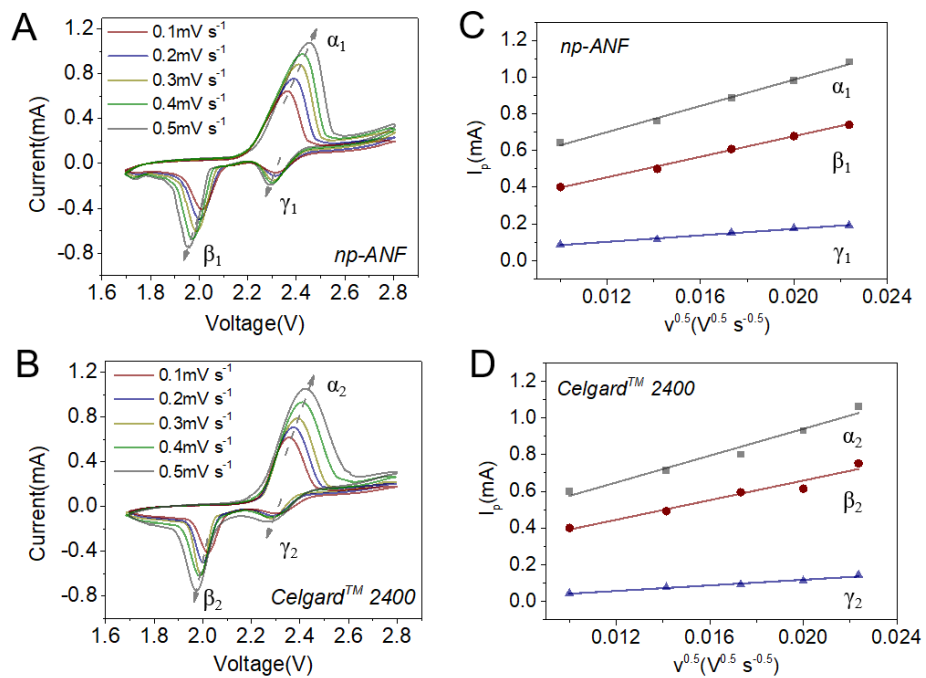 A
0.1mV s⁻¹
0.2mV s⁻¹
0.3mV s⁻¹
0.4mV s⁻¹
0.5mV s⁻¹
α₁
β₁
γ₁
np-ANF
1.2
0.8
0.4
0.0
-0.4
-0.8
Current(mA)
1.6 1.8 2.0 2.2 2.4 2.6 2.8
Voltage(V)
C
np-ANF
α₁
β₁
γ₁
1.2
1.0
0.8
0.6
0.4
0.2
0.0
Iₚ(mA)
0.012 0.016 0.020 0.024
v⁰·⁵(V⁰·⁵ s⁻⁰·⁵)
B
0.1mV s⁻¹
0.2mV s⁻¹
0.3mV s⁻¹
0.4mV s⁻¹
0.5mV s⁻¹
α₂
β₂
γ₂
Celgardᵀᴹ 2400
1.2
0.8
0.4
0.0
-0.4
-0.8
Current(mA)
1.6 1.8 2.0 2.2 2.4 2.6 2.8
Voltage(V)
D
Celgardᵀᴹ 2400
α₂
β₂
γ₂
1.2
1.0
0.8
0.6
0.4
0.2
0.0
Iₚ(mA)
0.012 0.016 0.020 0.024
v⁰·⁵(V⁰·⁵ s⁻⁰·⁵)